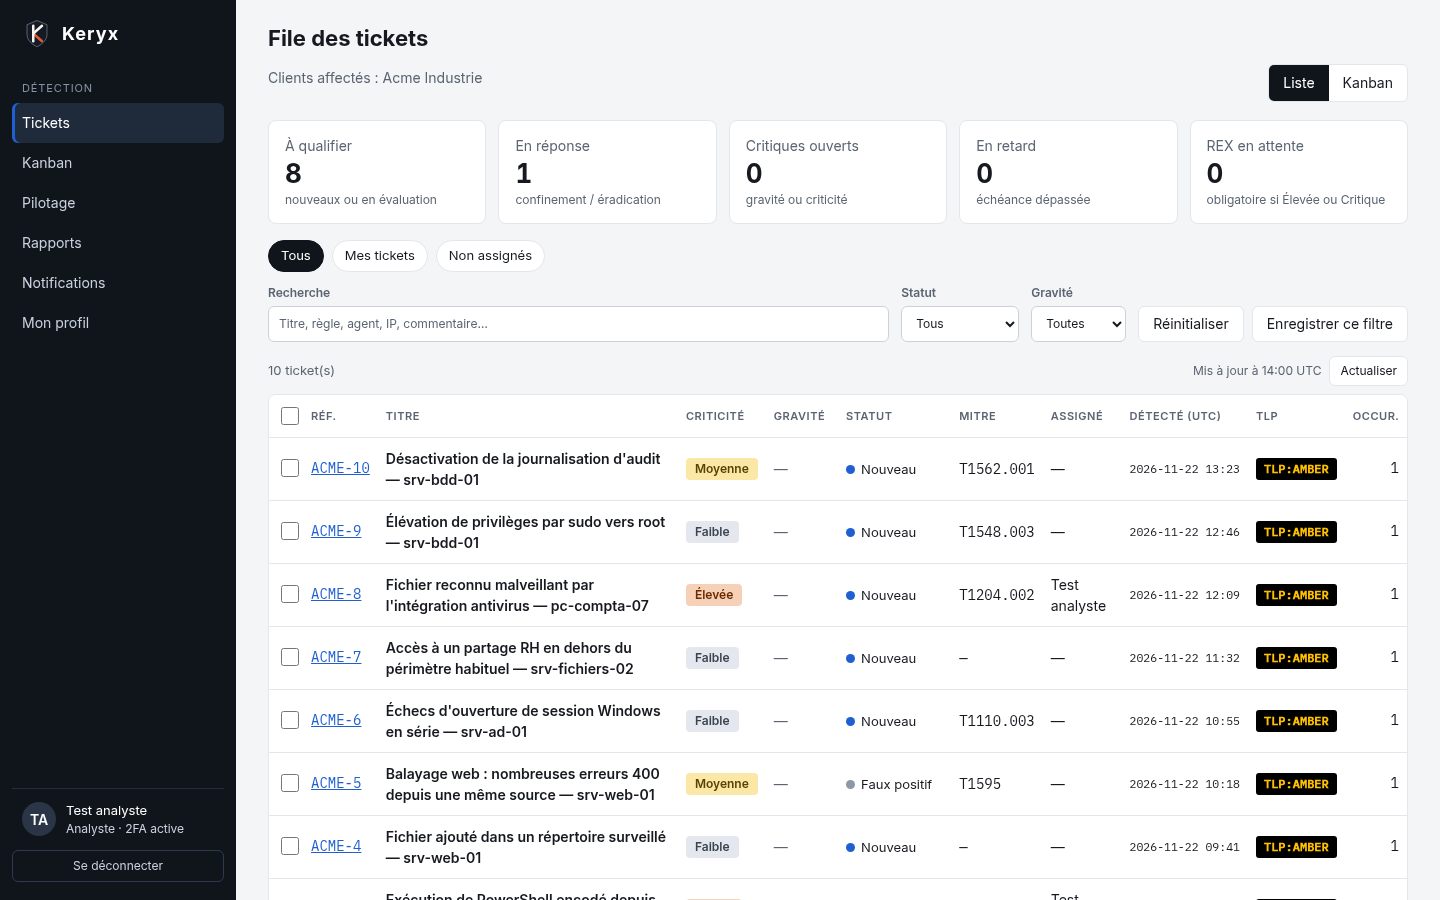 Keryx
DÉTECTION
Tickets
Kanban
Pilotage
Rapports
Notifications
Mon profil
TA
Test analyste
Analyste · 2FA active
Se déconnecter
File des tickets
Clients affectés : Acme Industrie
Liste
Kanban
À qualifier
8
nouveaux ou en évaluation
En réponse
1
confinement / éradication
Critiques ouverts
0
gravité ou criticité
En retard
0
échéance dépassée
REX en attente
0
obligatoire si Élevée ou Critique
Tous
Mes tickets
Non assignés
Recherche
Titre, règle, agent, IP, commentaire...
Statut
Tous
Gravité
Toutes
Réinitialiser
Enregistrer ce filtre
10 ticket(s)
Mis à jour à 14:00 UTC
Actualiser
RÉF. TITRE CRITICITÉ GRAVITÉ STATUT MITRE ASSIGNÉ DÉTECTÉ (UTC) TLP OCCUR.
ACME-10
Désactivation de la journalisation d'audit
— srv-bdd-01
Moyenne — Nouveau T1562.001 — 2026-11-22 13:23 TLP:AMBER 1
ACME-9
Élévation de privilèges par sudo vers root
— srv-bdd-01
Faible — Nouveau T1548.003 — 2026-11-22 12:46 TLP:AMBER 1
ACME-8
Fichier reconnu malveillant par
l'intégration antivirus — pc-compta-07
Élevée — Nouveau T1204.002
Test
analyste
2026-11-22 12:09 TLP:AMBER 1
ACME-7
Accès à un partage RH en dehors du
périmètre habituel — srv-fichiers-02
Faible — Nouveau – — 2026-11-22 11:32 TLP:AMBER 1
ACME-6
Échecs d'ouverture de session Windows
en série — srv-ad-01
Faible — Nouveau T1110.003 — 2026-11-22 10:55 TLP:AMBER 1
ACME-5
Balayage web : nombreuses erreurs 400
depuis une même source — srv-web-01
Moyenne — Faux positif T1595 — 2026-11-22 10:18 TLP:AMBER 1
ACME-4
Fichier ajouté dans un répertoire surveillé
— srv-web-01
Faible — Nouveau – — 2026-11-22 09:41 TLP:AMBER 1
Exécution de PowerShell encodé depuis
Test